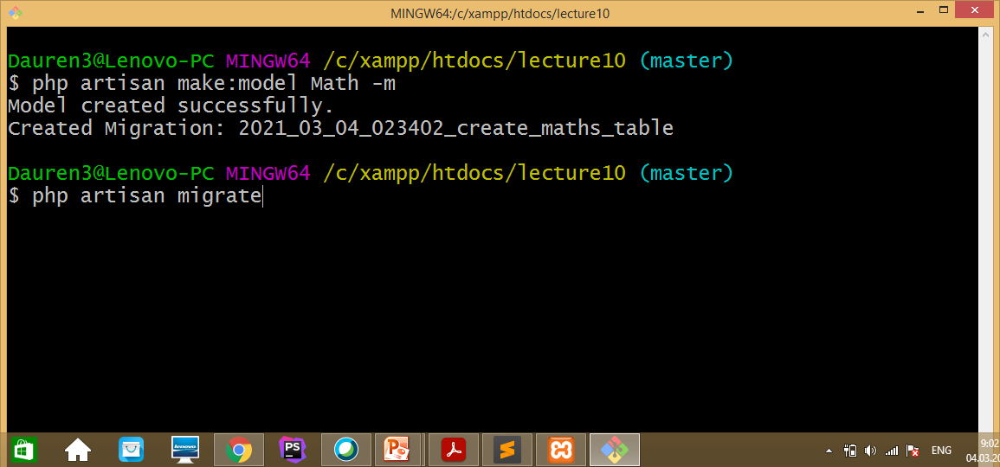 MINGW64:/c/xampp/htdocs/lecture10
Dauren3@Lenovo-PC MINGW64 /c/xampp/htdocs/lecture10 (master)
$ php artisan make:model Math -m
Model created successfully.
Created Migration: 2021_03_04_023402_create_maths_table
Dauren3@Lenovo-PC MINGW64 /c/xampp/htdocs/lecture10 (master)
$ php artisan migrate
lenovo
PS
ENG
9:02
04.03.20